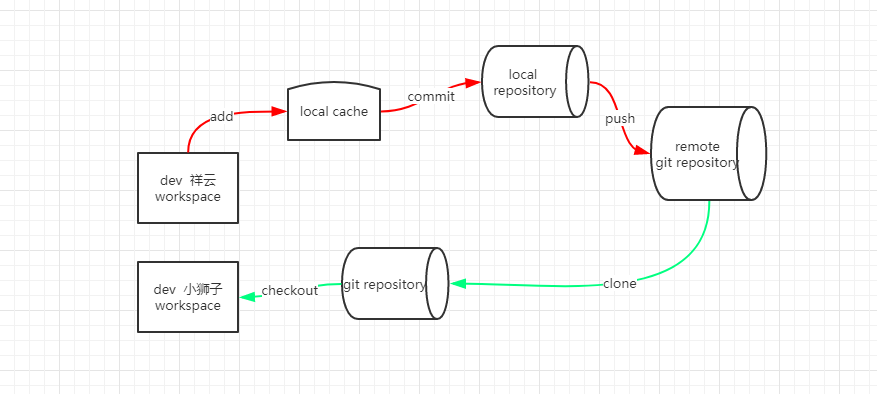 local
repository
commit
local cache
add
push
remote
git repository
dev 祥云
workspace
dev 小狮子
workspace
checkout
git repository
clone